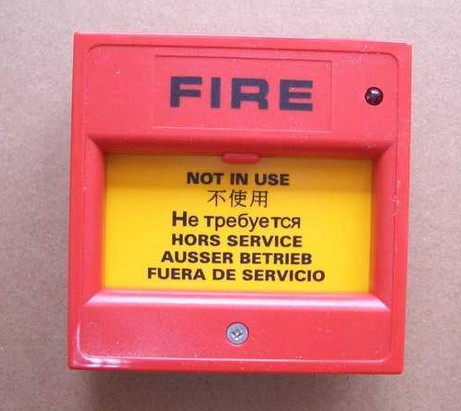 FIRE
NOT IN USE
不使用
Не требуется
HORS SERVICE
AUSSER BETRIEB
FUERA DE SERVICIO